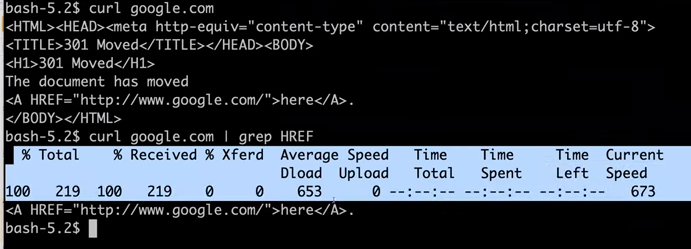 bash-5.2$ curl google.com
<HTML><HEAD><meta http-equiv="content-type" content="text/html;charset=utf-8">
<TITLE>301 Moved</TITLE></HEAD><BODY>
<H1>301 Moved</H1>
The document has moved
<A HREF="http://www.google.com/">here</A>.
</BODY></HTML>
bash-5.2$ curl google.com | grep HREF
  % Total    % Received % Xferd  Average Speed   Time    Time     Time  Current
                                 Dload  Upload   Total   Spent    Left  Speed
100   219  100   219    0     0    653      0 --:--:-- --:--:-- --:--:--   673
<A HREF="http://www.google.com/">here</A>.
bash-5.2$